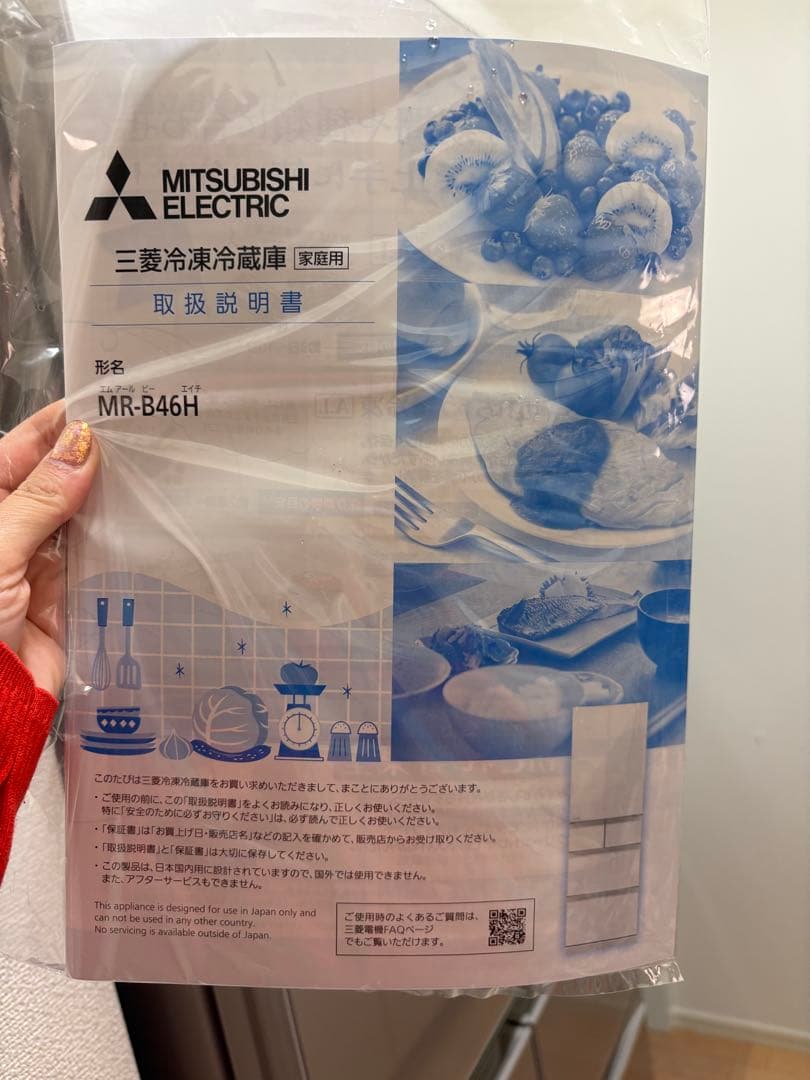 MITSUBISHI
ELECTRIC
三菱冷凍冷蔵庫 家庭用
取扱説明書
形名
エムアール ビー エイチ
MR-B46H
このたびは三菱冷凍冷蔵庫をお買い求めいただきまして、まことにありがとうございます。
・ご使用の前に、この「取扱説明書」をよくお読みになり、正しくお使いください。
特に「安全のために必ずお守りください」は、必ず読んで正しくお使いください。
・「保証書」は「お買上げ日・販売店名」などの記入を確かめて、販売店からお受け取りください。
・「取扱説明書」と「保証書」は大切に保存してください。
・この製品は、日本国内用に設計されていますので、国外では使用できません。
また、アフターサービスもできません。
This appliance is designed for use in Japan only and
can not be used in any other country.
No servicing is available outside of Japan.
ご使用時のよくあるご質問は、
三菱電機FAQページ
でもご覧いただけます。